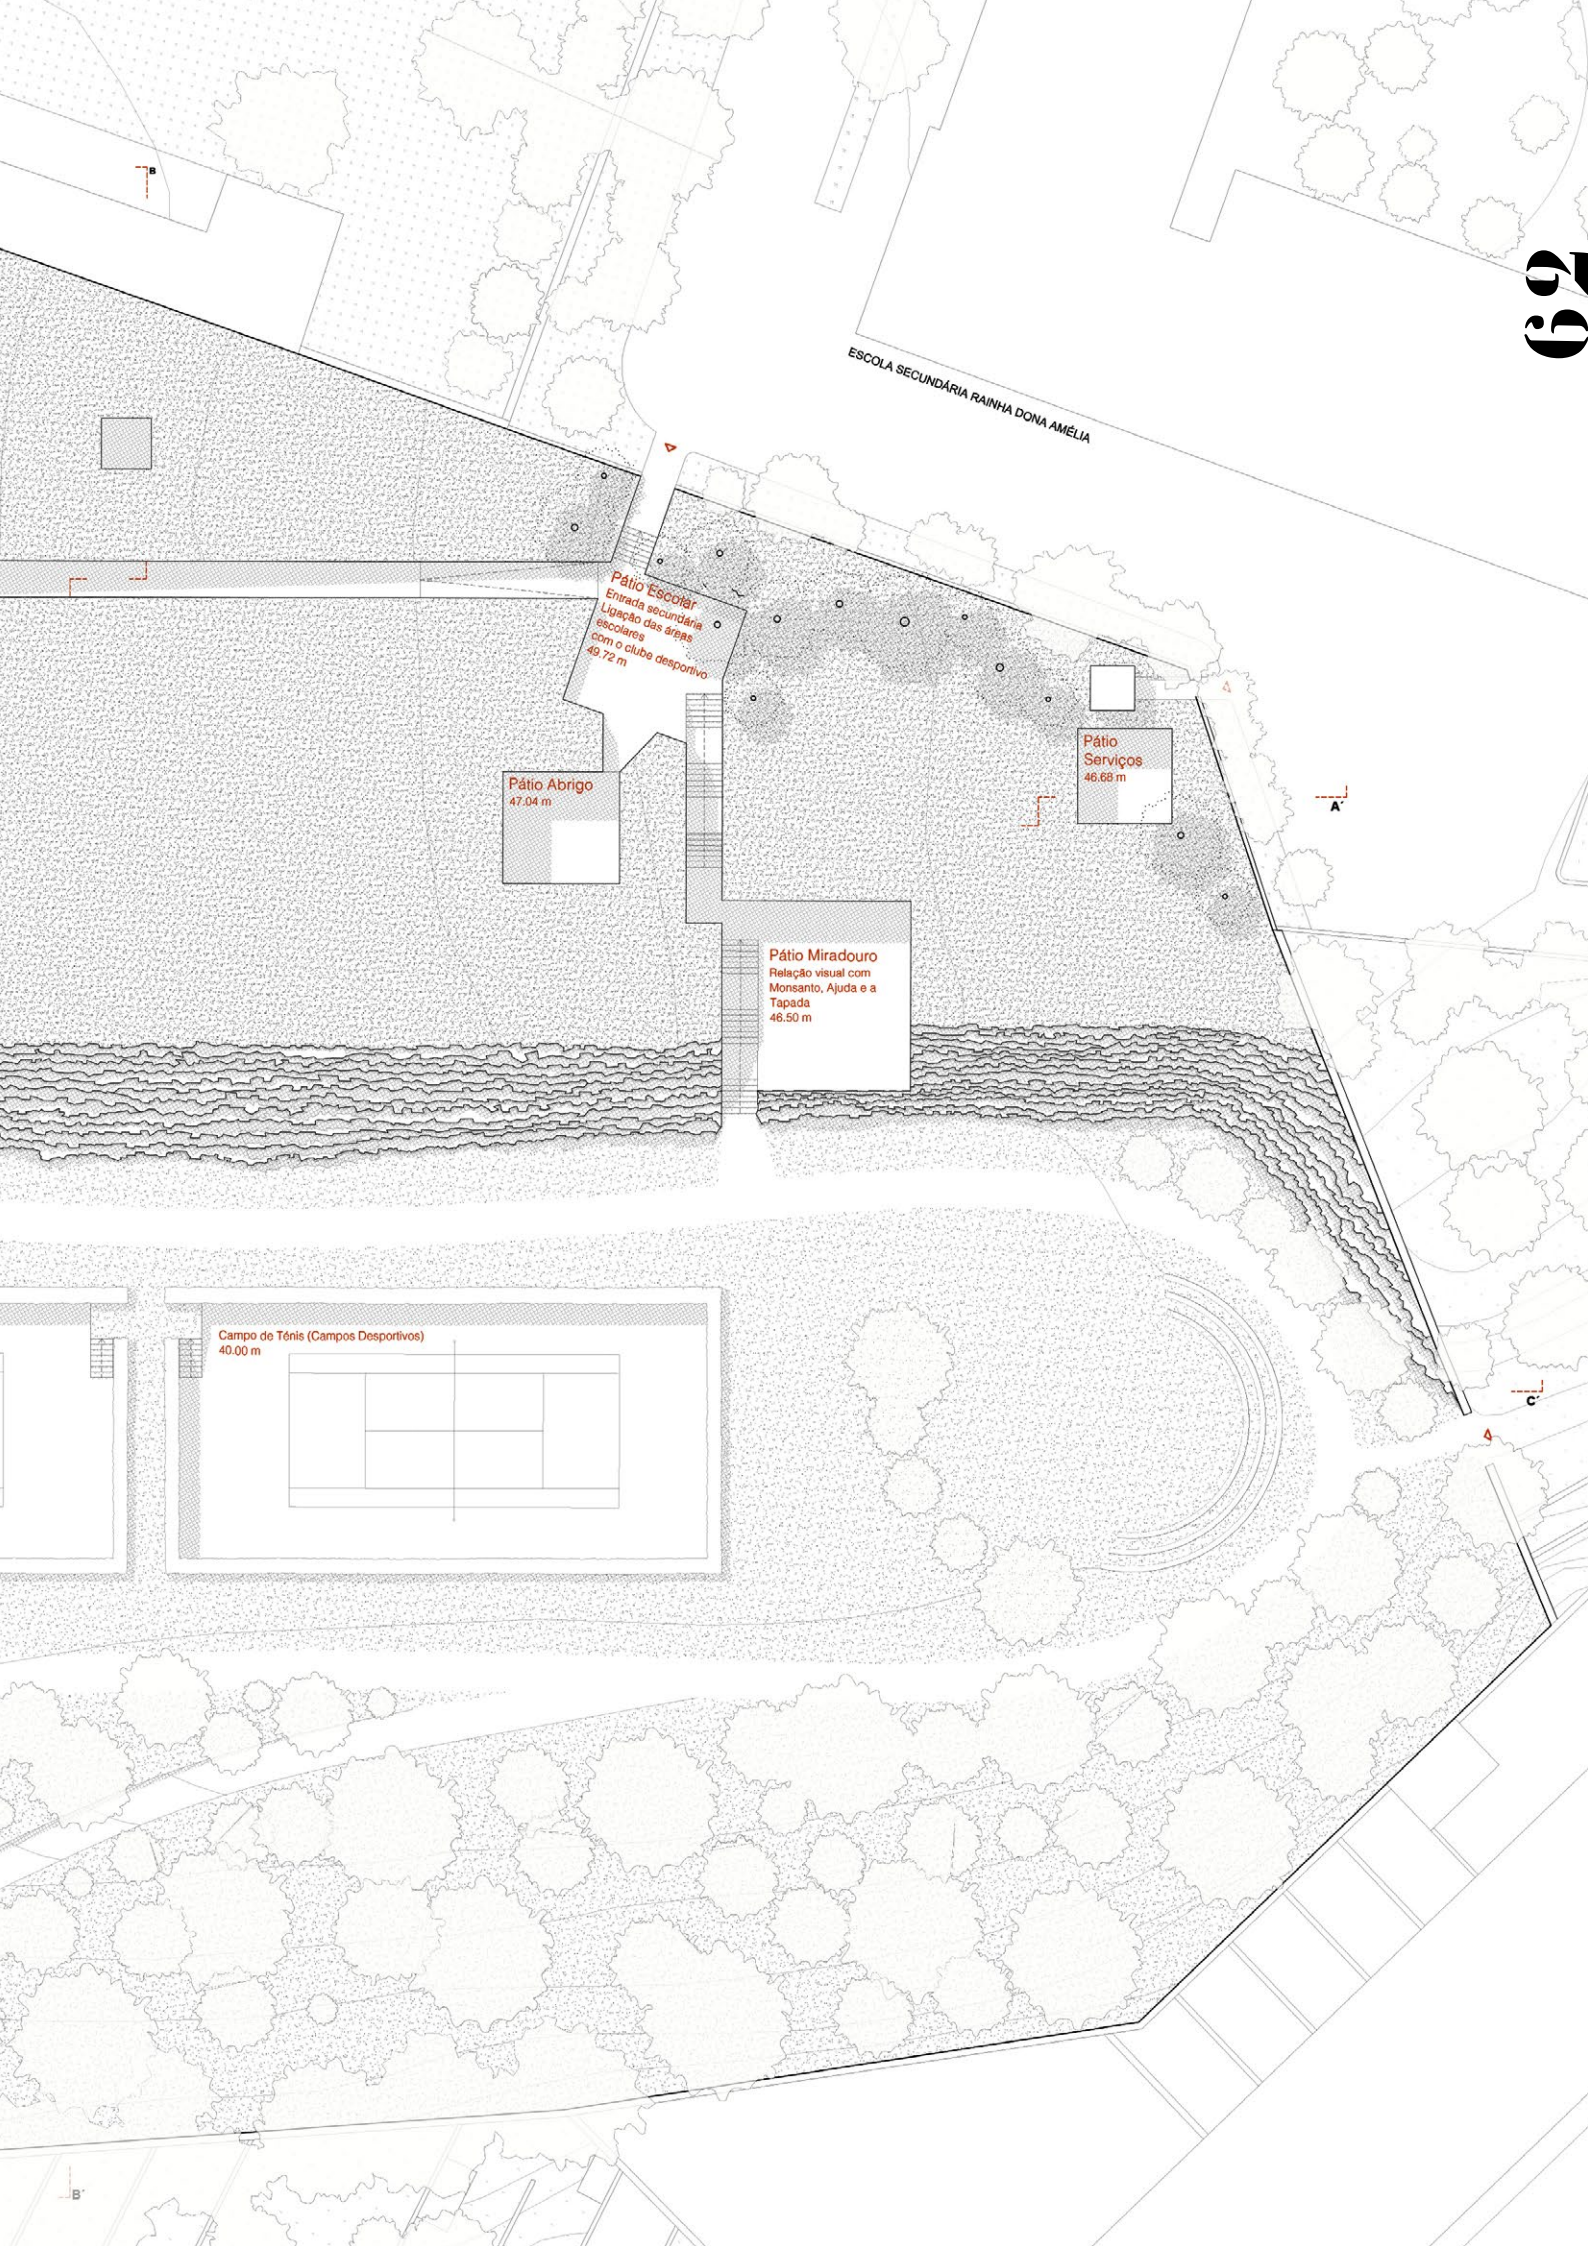 B
62
ESCOLA SECUNDÁRIA RAINHA DONA AMÉLIA
Pátio Escolar
Entrada secundária
Ligação das áreas
escolares
com o clube desportivo
49.72 m
Pátio
Serviços
46.68 m
Pátio Abrigo
47.04 m
A´
Pátio Miradouro
Relação visual com
Monsanto, Ajuda e a
Tapada
46.50 m
Campo de Ténis (Campos Desportivos)
40.00 m
C´
B´